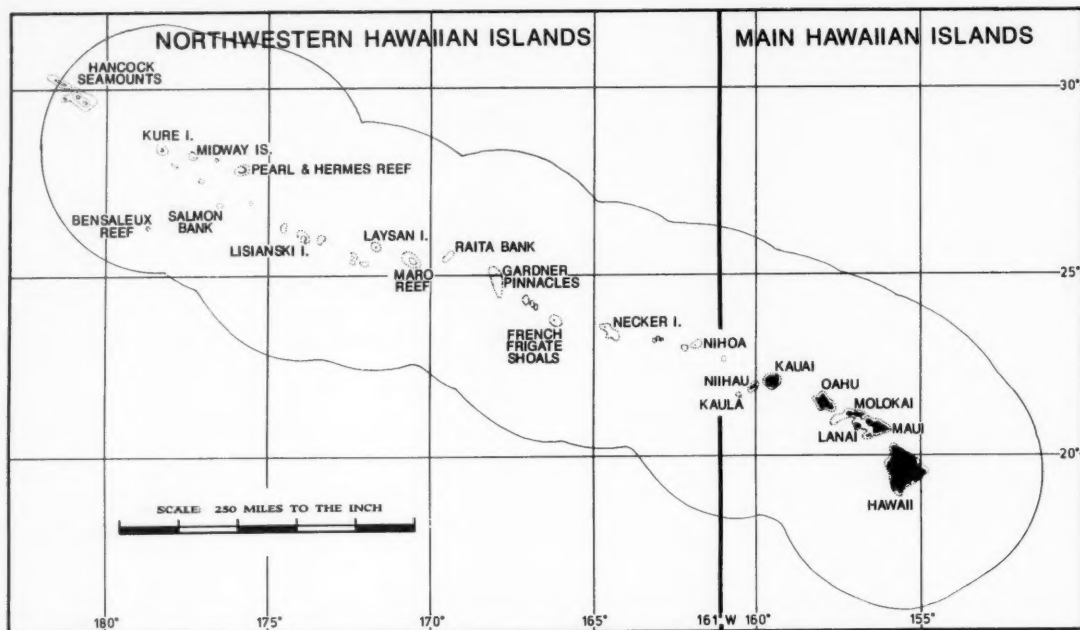 NORTHWESTERN HAWAIIAN ISLANDS
MAIN HAWAIIAN ISLANDS
HANCOCK
SEAMOUNTS
30°
KURE I.
MIDWAY IS.
PEARL & HERMES REEF
BENSALEUX
REEF
SALMON
BANK
LISIANSKI I.
LAYSAN I.
MARO
REEF
RAITA BANK
GARDNER
PINNACLES
25°
FRENCH
FRIGATE
SHOALS
NECKER I.
NIHOA
NIIHAU
KAULA
KAUAI
OAHU
MOLOKAI
LANAI
MAUI
20°
HAWAII
SCALE: 250 MILES TO THE INCH
180°
175°
170°
165°
161° W
160°
155°